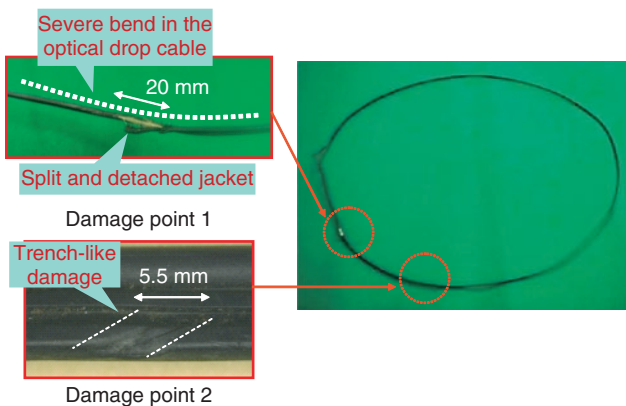 Severe bend in the
optical drop cable
20 mm
Split and detached jacket
Damage point 1
Trench-like
damage
5.5 mm
Damage point 2